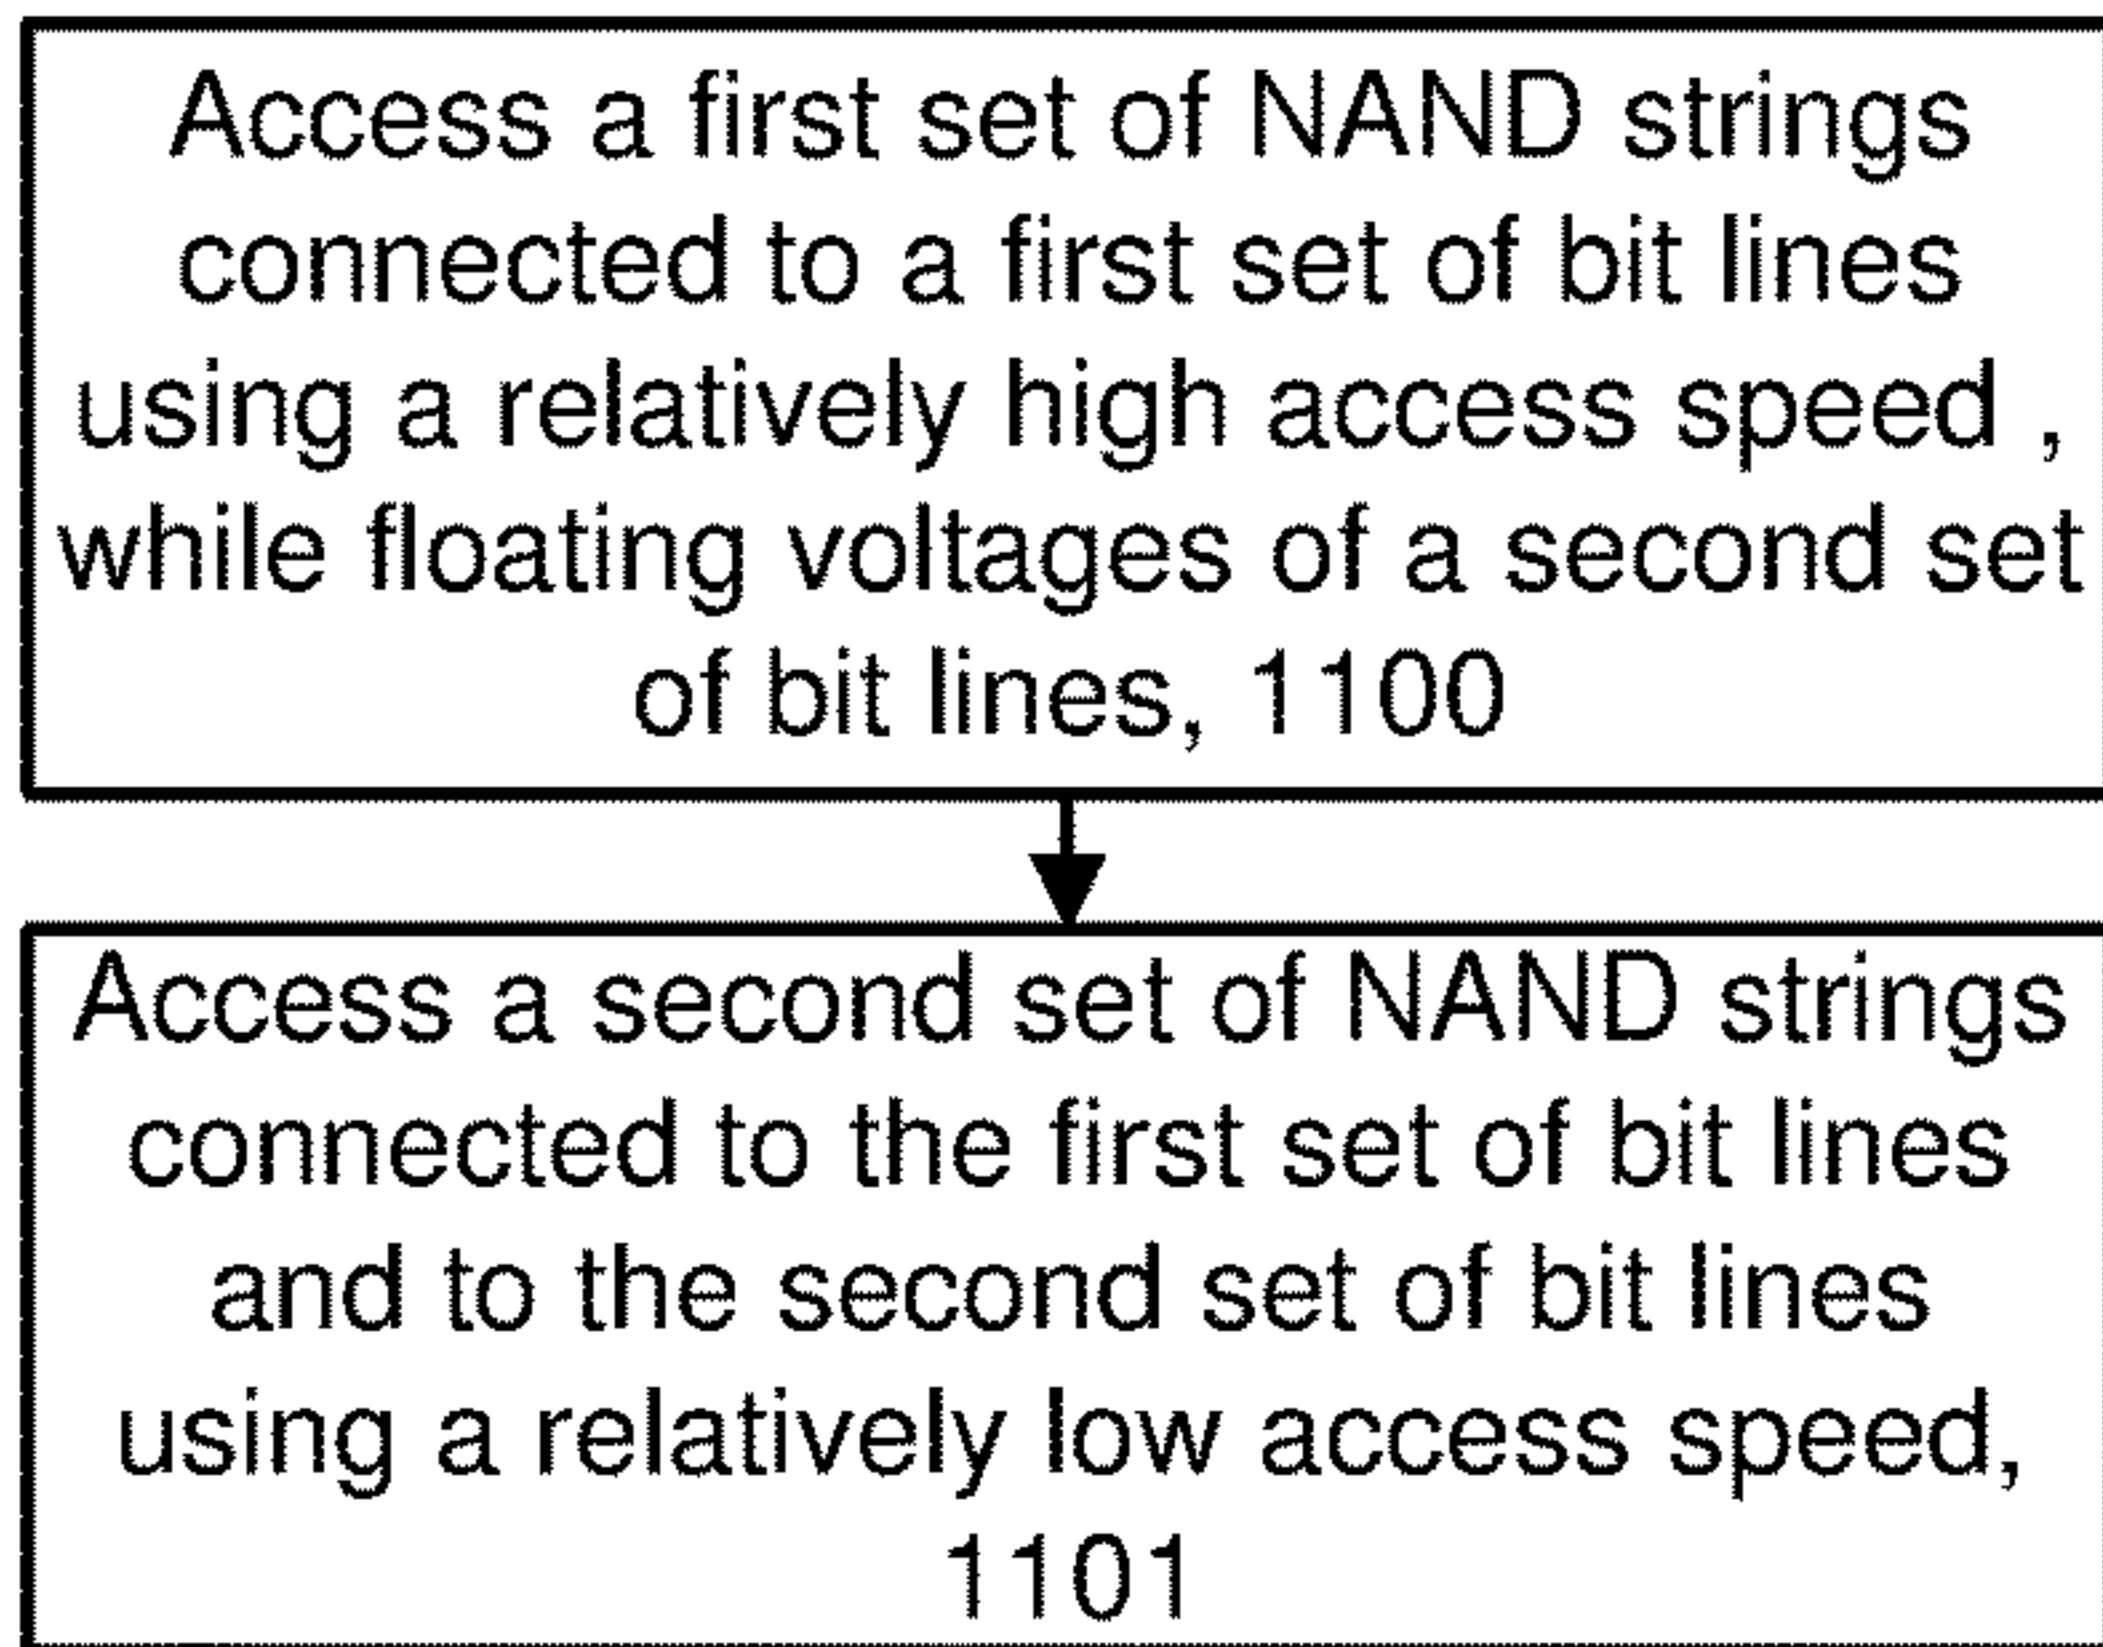 Access a first set of NAND strings
connected to a first set of bit lines
using a relatively high access speed ,
while floating voltages of a second set
of bit lines, 1100
Access a second set of NAND strings
connected to the first set of bit lines
and to the second set of bit lines
using a relatively low access speed,
1101